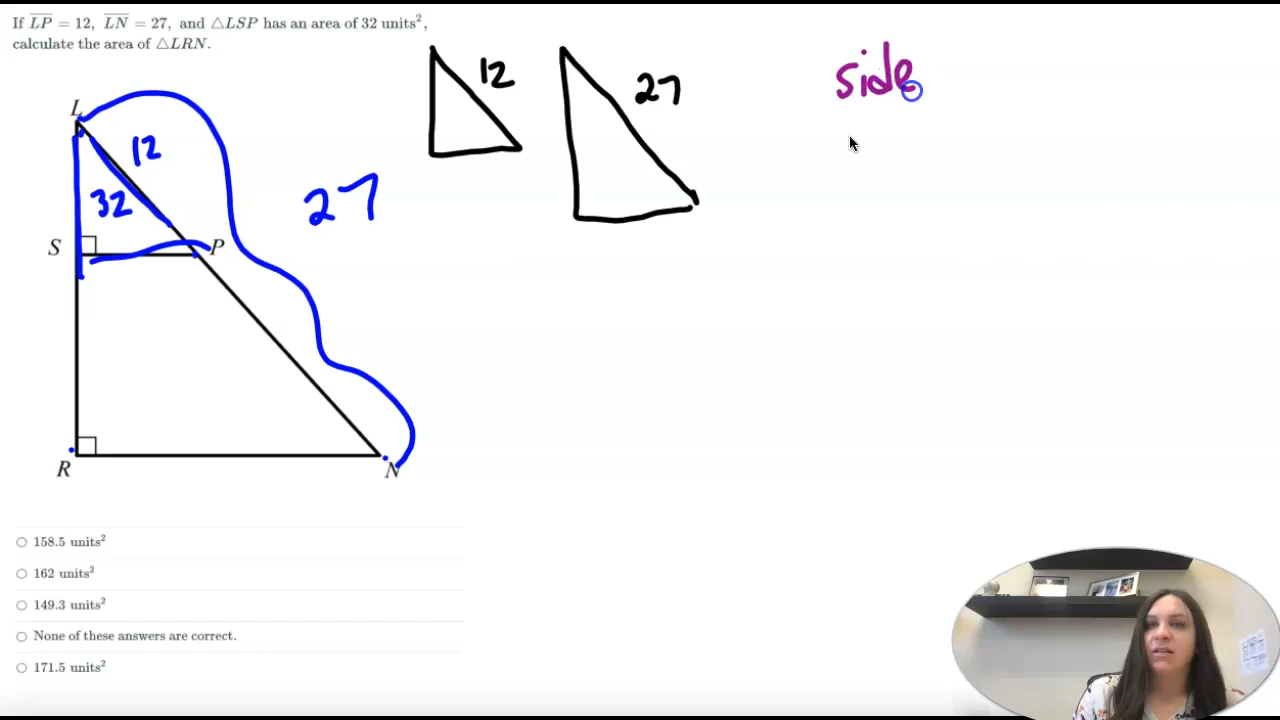 If LP = 12, LN = 27, and △LSP has an area of 32 units²,
calculate the area of △LRN.
12
27
side
L
12
32
27
S
P
R
N
158.5 units²
162 units²
149.3 units²
None of these answers are correct.
171.5 units²